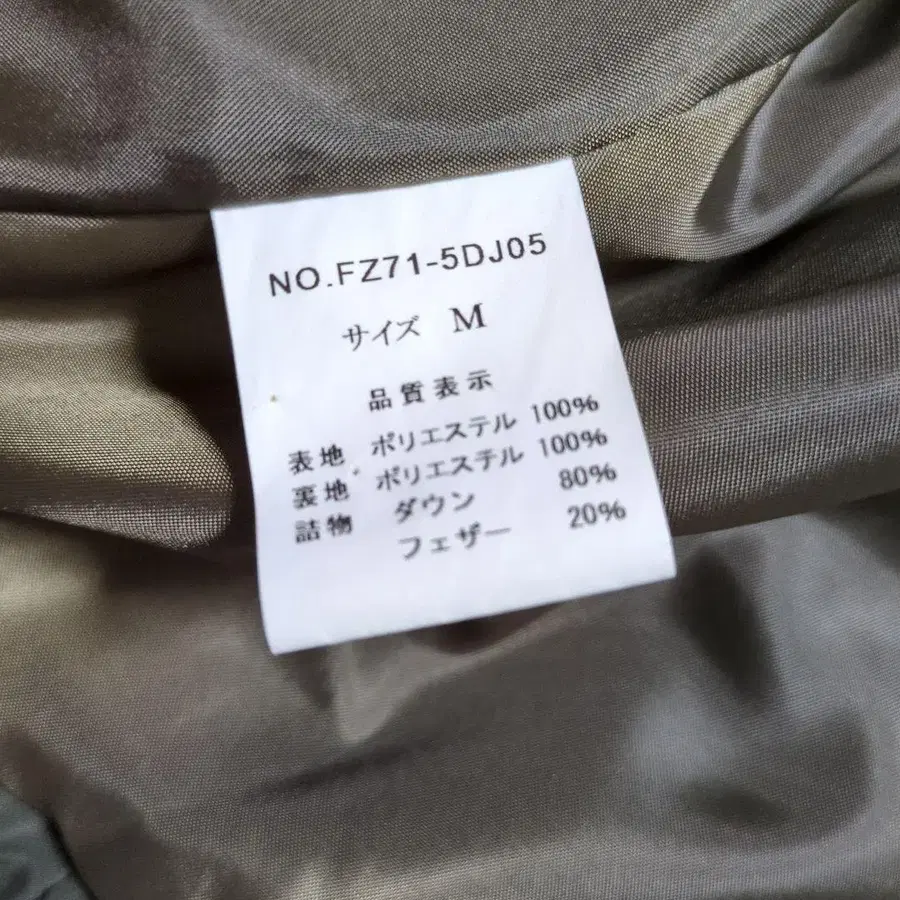 NO.FZ71-5DJ05
サイズ M
品質表示
表地 ポリエステル 100%
裏地 ポリエステル 100%
詰物 ダウン 80%
フェザー 20%